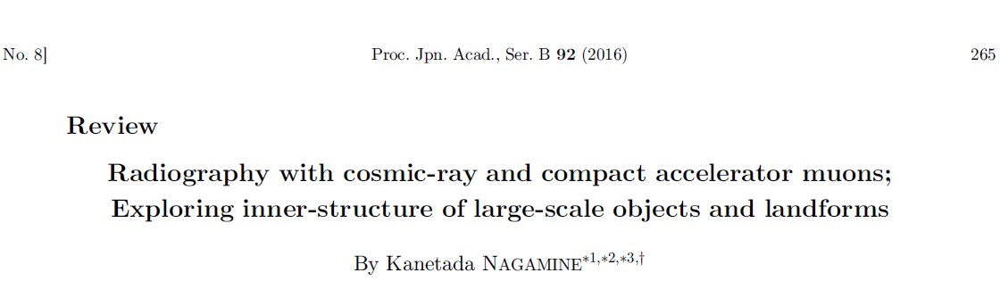 No. 8] Proc. Jpn. Acad., Ser. B 92 (2016) 265
Review
Radiography with cosmic-ray and compact accelerator muons;
Exploring inner-structure of large-scale objects and landforms
By Kanetada NAGAMINE*1,*2,*3,†